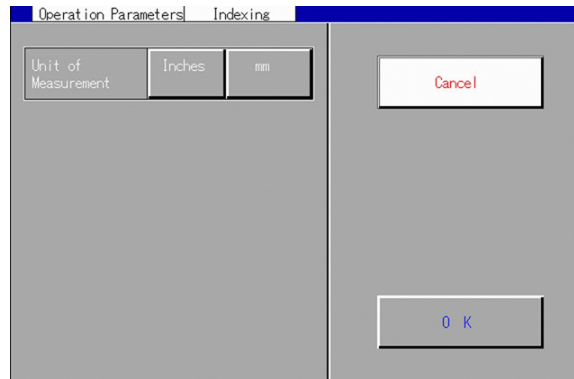 Operation Parameters Indexing
Unit of
Measurement
Inches
mm
Cancel
O K